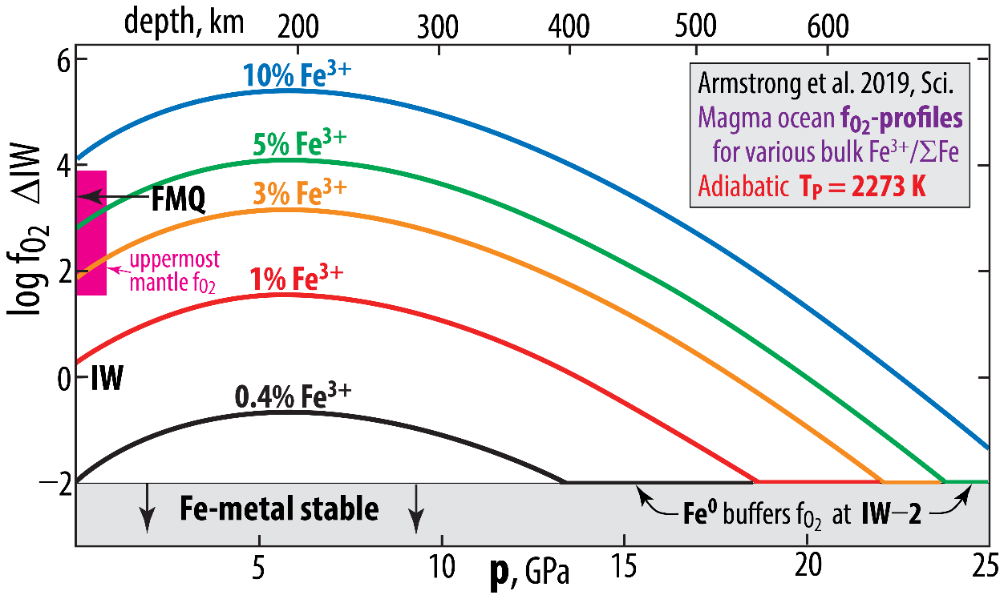 depth, km 200 300 400 500 600
6
10% Fe³⁺
Armstrong et al. 2019, Sci.
Magma ocean fO₂-profiles
for various bulk Fe³⁺/ΣFe
Adiabatic Tₚ = 2273 K
5% Fe³⁺
4
FMQ
3% Fe³⁺
log fO₂ ΔIW
uppermost
mantle fO₂
2
1% Fe³⁺
0
IW
0.4% Fe³⁺
−2
Fe-metal stable
Fe⁰ buffers fO₂ at IW−2
5 10 15 20 25
p, GPa